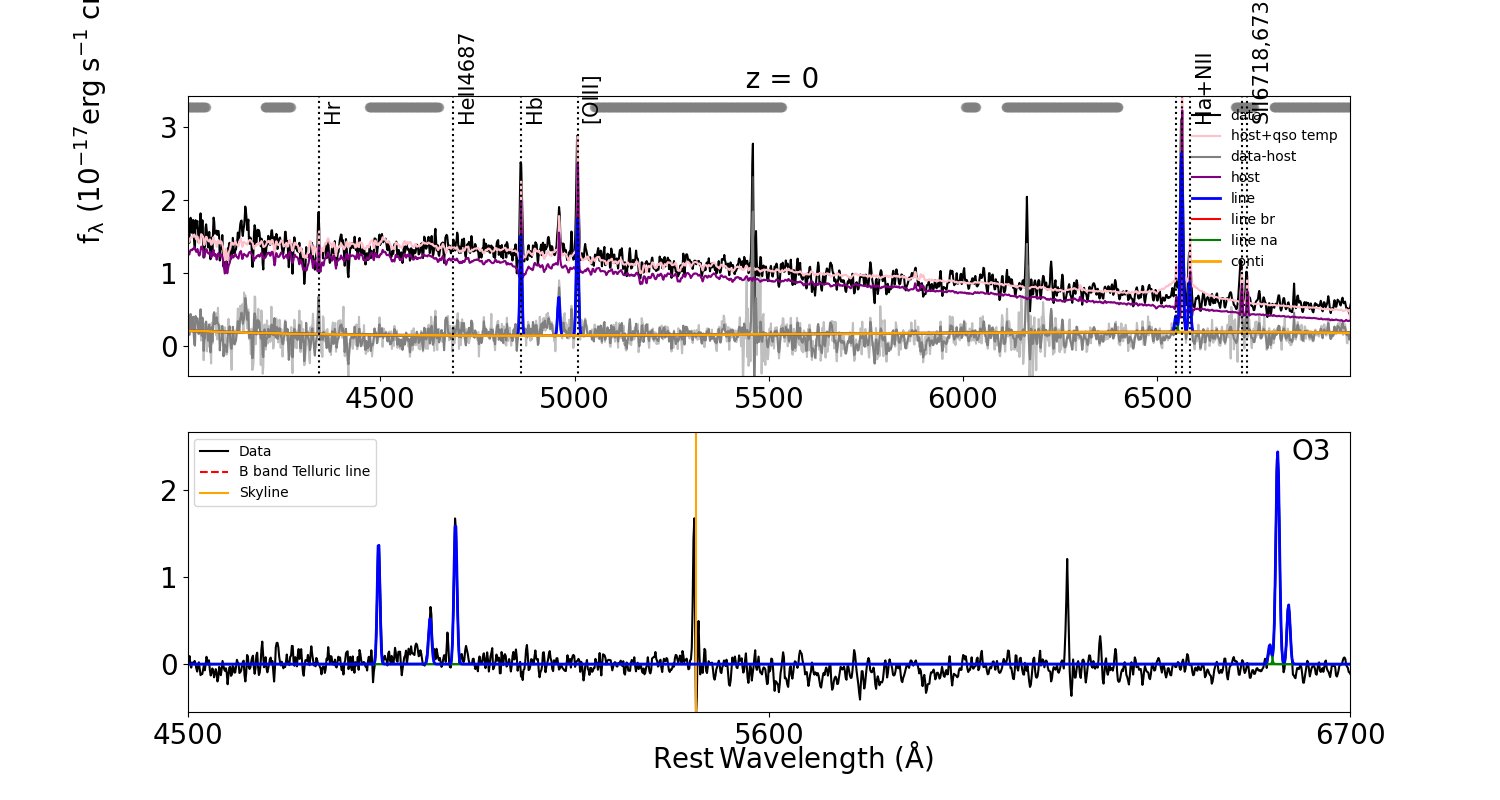 z = 0
f_λ (10^−17 erg s^−1
Hr
HeII4687
Hb
[OIII]
Ha+NII
SII6718,673
data
host+qso temp
data-host
host
line
line br
line na
conti
3
2
1
0
4500 5000 5500 6000 6500
Data
B band Telluric line
Skyline
O3
2
1
0
4500 5600 6700
Rest Wavelength (Å)